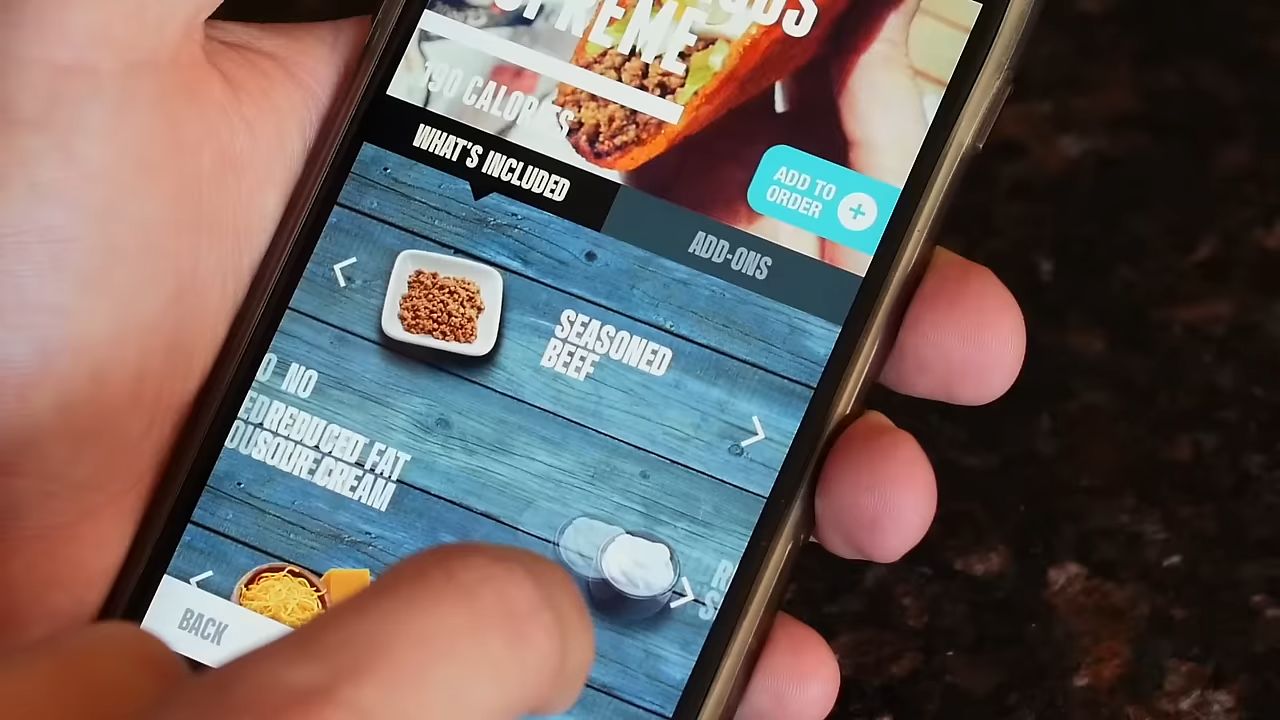 190 CALORIES
WHAT'S INCLUDED
ADD TO
ORDER
ADD-ONS
SEASONED
BEEF
NO
REDUCED FAT
SOUR CREAM
BACK